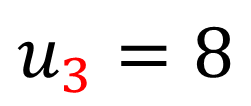 u₃ = 8